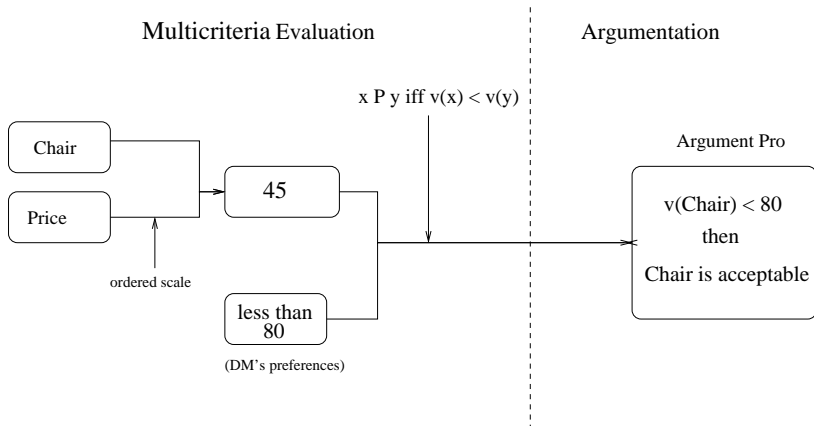 Multicriteria Evaluation
Argumentation
x P y iff v(x) < v(y)
Chair
Price
ordered scale
45
less than
80
(DM's preferences)
Argument Pro
v(Chair) < 80
then
Chair is acceptable